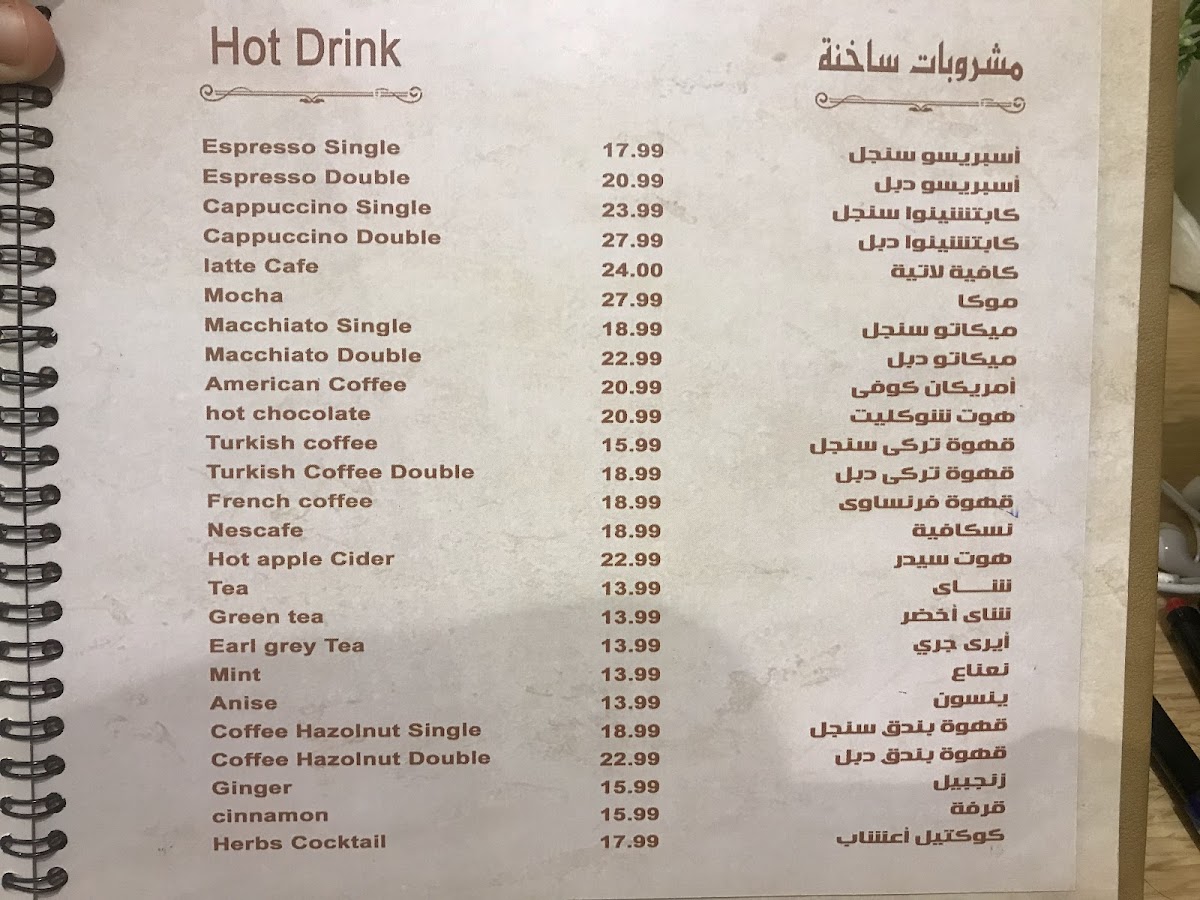 Hot Drink مشروبات ساخنة
Espresso Single 17.99 أسبريسو سنجل
Espresso Double 20.99 أسبريسو دبل
Cappuccino Single 23.99 كابتشينوا سنجل
Cappuccino Double 27.99 كابتشينوا دبل
latte Cafe 24.00 كافية لاتية
Mocha 27.99 موكا
Macchiato Single 18.99 ميكاتو سنجل
Macchiato Double 22.99 ميكاتو دبل
American Coffee 20.99 أمريكان كوفى
hot chocolate 20.99 هوت شوكليت
Turkish coffee 15.99 قهوة تركى سنجل
Turkish Coffee Double 18.99 قهوة تركى دبل
French coffee 18.99 قهوة فرنساوى
Nescafe 18.99 نسكافية
Hot apple Cider 22.99 هوت سيدر
Tea 13.99 شــاى
Green tea 13.99 شاى أخضر
Earl grey Tea 13.99 أيرى جري
Mint 13.99 نعناع
Anise 13.99 ينسون
Coffee Hazolnut Single 18.99 قهوة بندق سنجل
Coffee Hazolnut Double 22.99 قهوة بندق دبل
Ginger 15.99 زنجبيل
cinnamon 15.99 قرفة
Herbs Cocktail 17.99 كوكتيل أعشاب